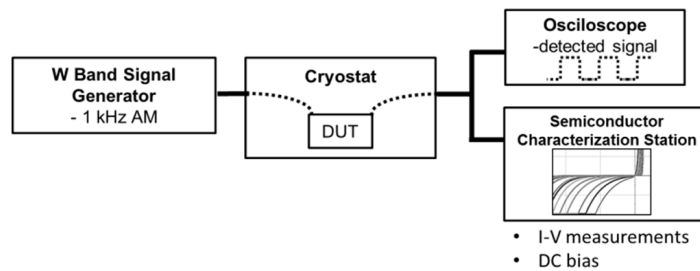 W Band Signal
Generator
- 1 kHz AM
Cryostat
DUT
Osciloscope
-detected signal
Semiconductor
Characterization Station
• I-V measurements
• DC bias